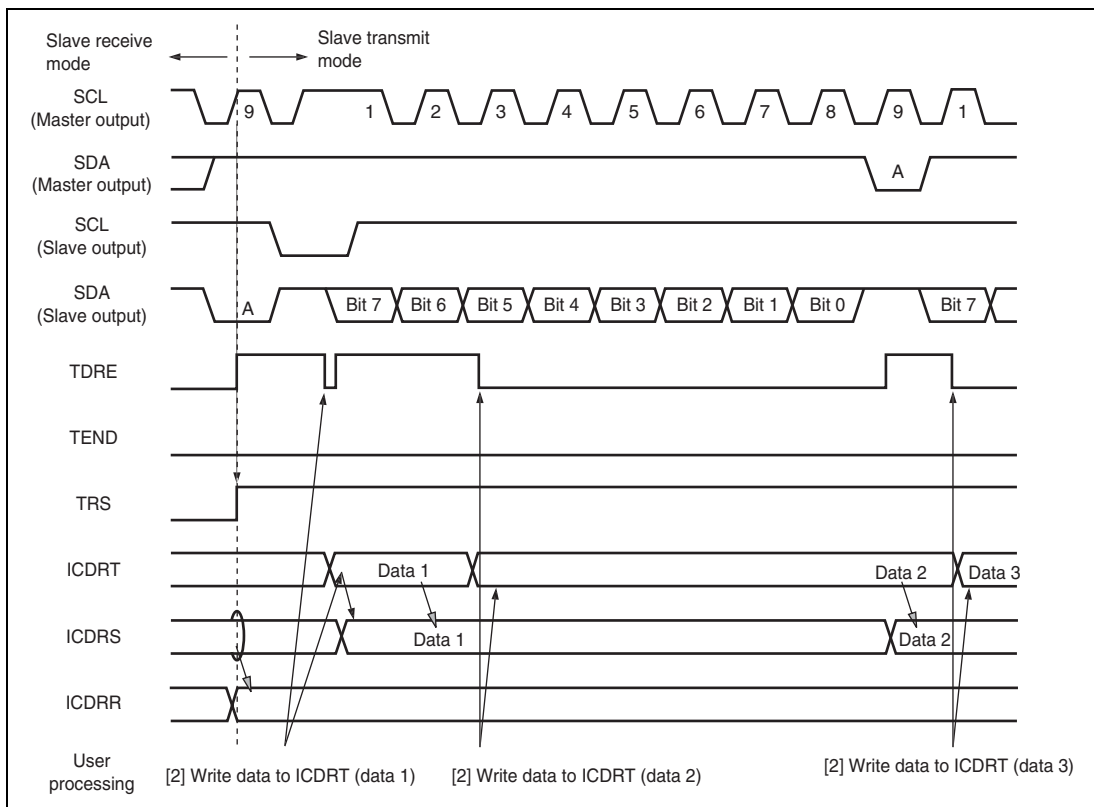 Slave receive
mode
Slave transmit
mode
SCL
(Master output)
9 1 2 3 4 5 6 7 8 9 1
SDA
(Master output)
A
SCL
(Slave output)
SDA
(Slave output)
A Bit 7 Bit 6 Bit 5 Bit 4 Bit 3 Bit 2 Bit 1 Bit 0 Bit 7
TDRE
TEND
TRS
ICDRT
Data 1 Data 2 Data 3
ICDRS
Data 1 Data 2
ICDRR
User
processing
[2] Write data to ICDRT (data 1) [2] Write data to ICDRT (data 2) [2] Write data to ICDRT (data 3)